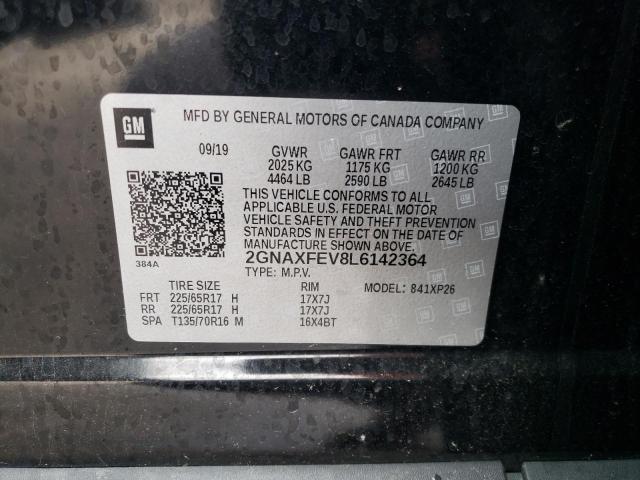 GM MFD BY GENERAL MOTORS OF CANADA COMPANY
09/19 GVWR GAWR FRT GAWR RR
2025 KG 1175 KG 1200 KG
4464 LB 2590 LB 2645 LB
THIS VEHICLE CONFORMS TO ALL
APPLICABLE U.S. FEDERAL MOTOR
VEHICLE SAFETY AND THEFT PREVENTION
STANDARDS IN EFFECT ON THE DATE OF
MANUFACTURE SHOWN ABOVE.
384A 2GNAXFEV8L6142364
TYPE: M.P.V.
TIRE SIZE RIM MODEL: 841XP26
FRT 225/65R17 H 17X7J
RR 225/65R17 H 17X7J
SPA T135/70R16 M 16X4BT